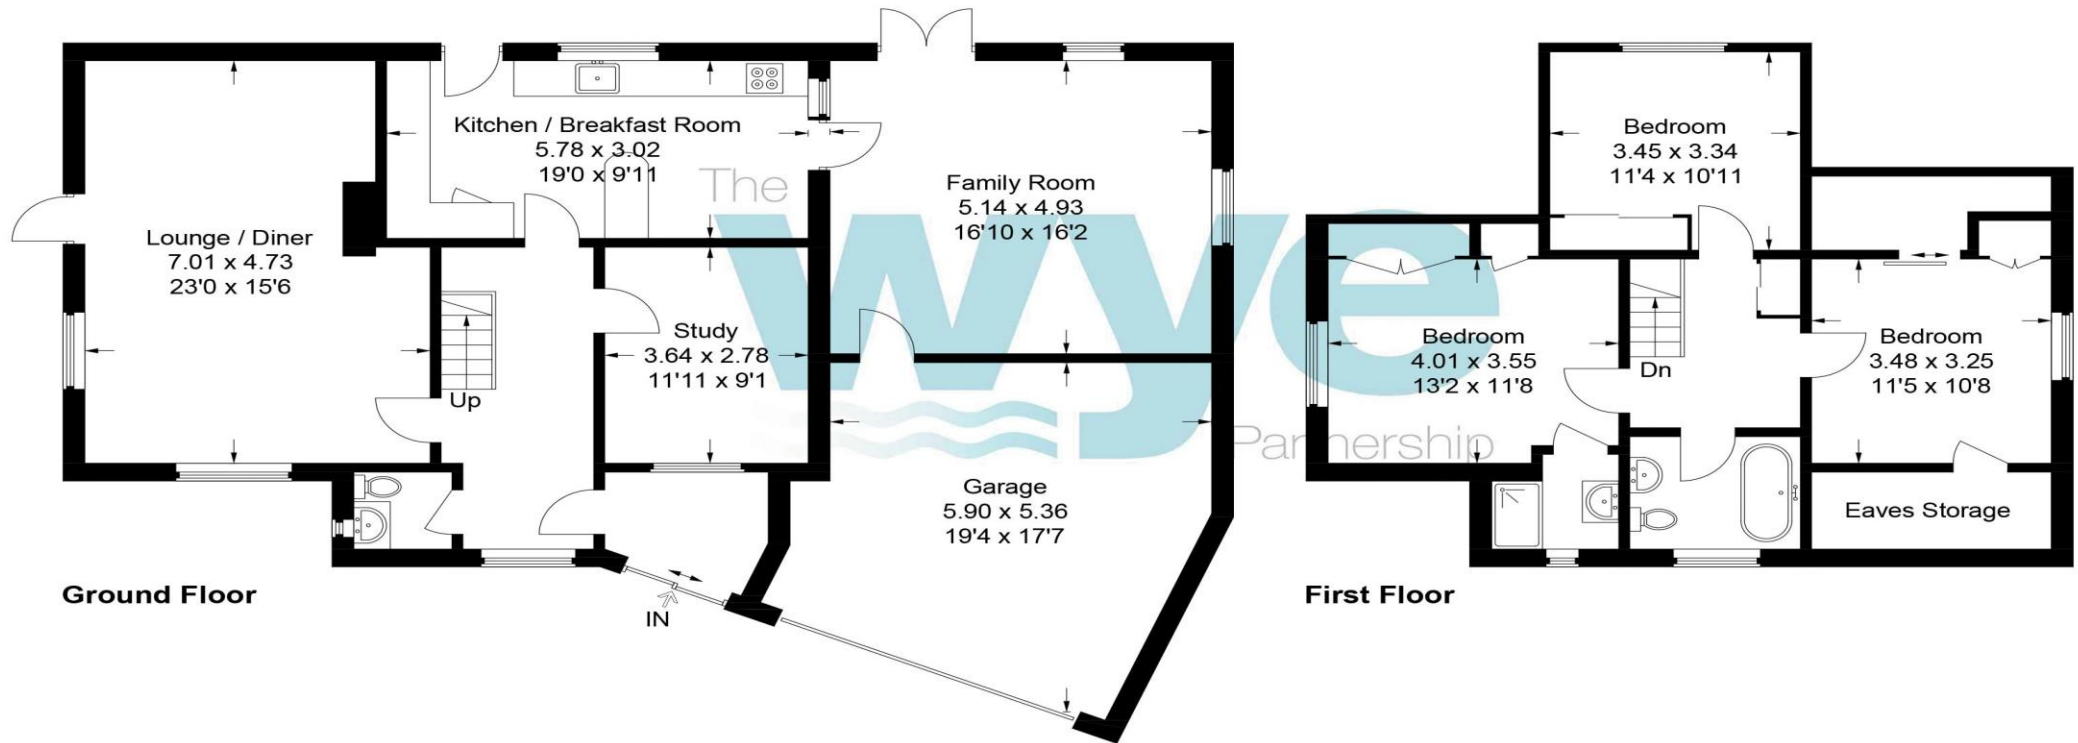 Kitchen / Breakfast Room
5.78 x 3.02
19'0 x 9'11
Lounge / Diner
7.01 x 4.73
23'0 x 15'6
Family Room
5.14 x 4.93
16'10 x 16'2
Study
3.64 x 2.78
11'11 x 9'1
Up
Garage
5.90 x 5.36
19'4 x 17'7
IN
Ground Floor
The
wye
Partnership
Bedroom
3.45 x 3.34
11'4 x 10'11
Bedroom
4.01 x 3.55
13'2 x 11'8
Dn
Bedroom
3.48 x 3.25
11'5 x 10'8
Eaves Storage
First Floor